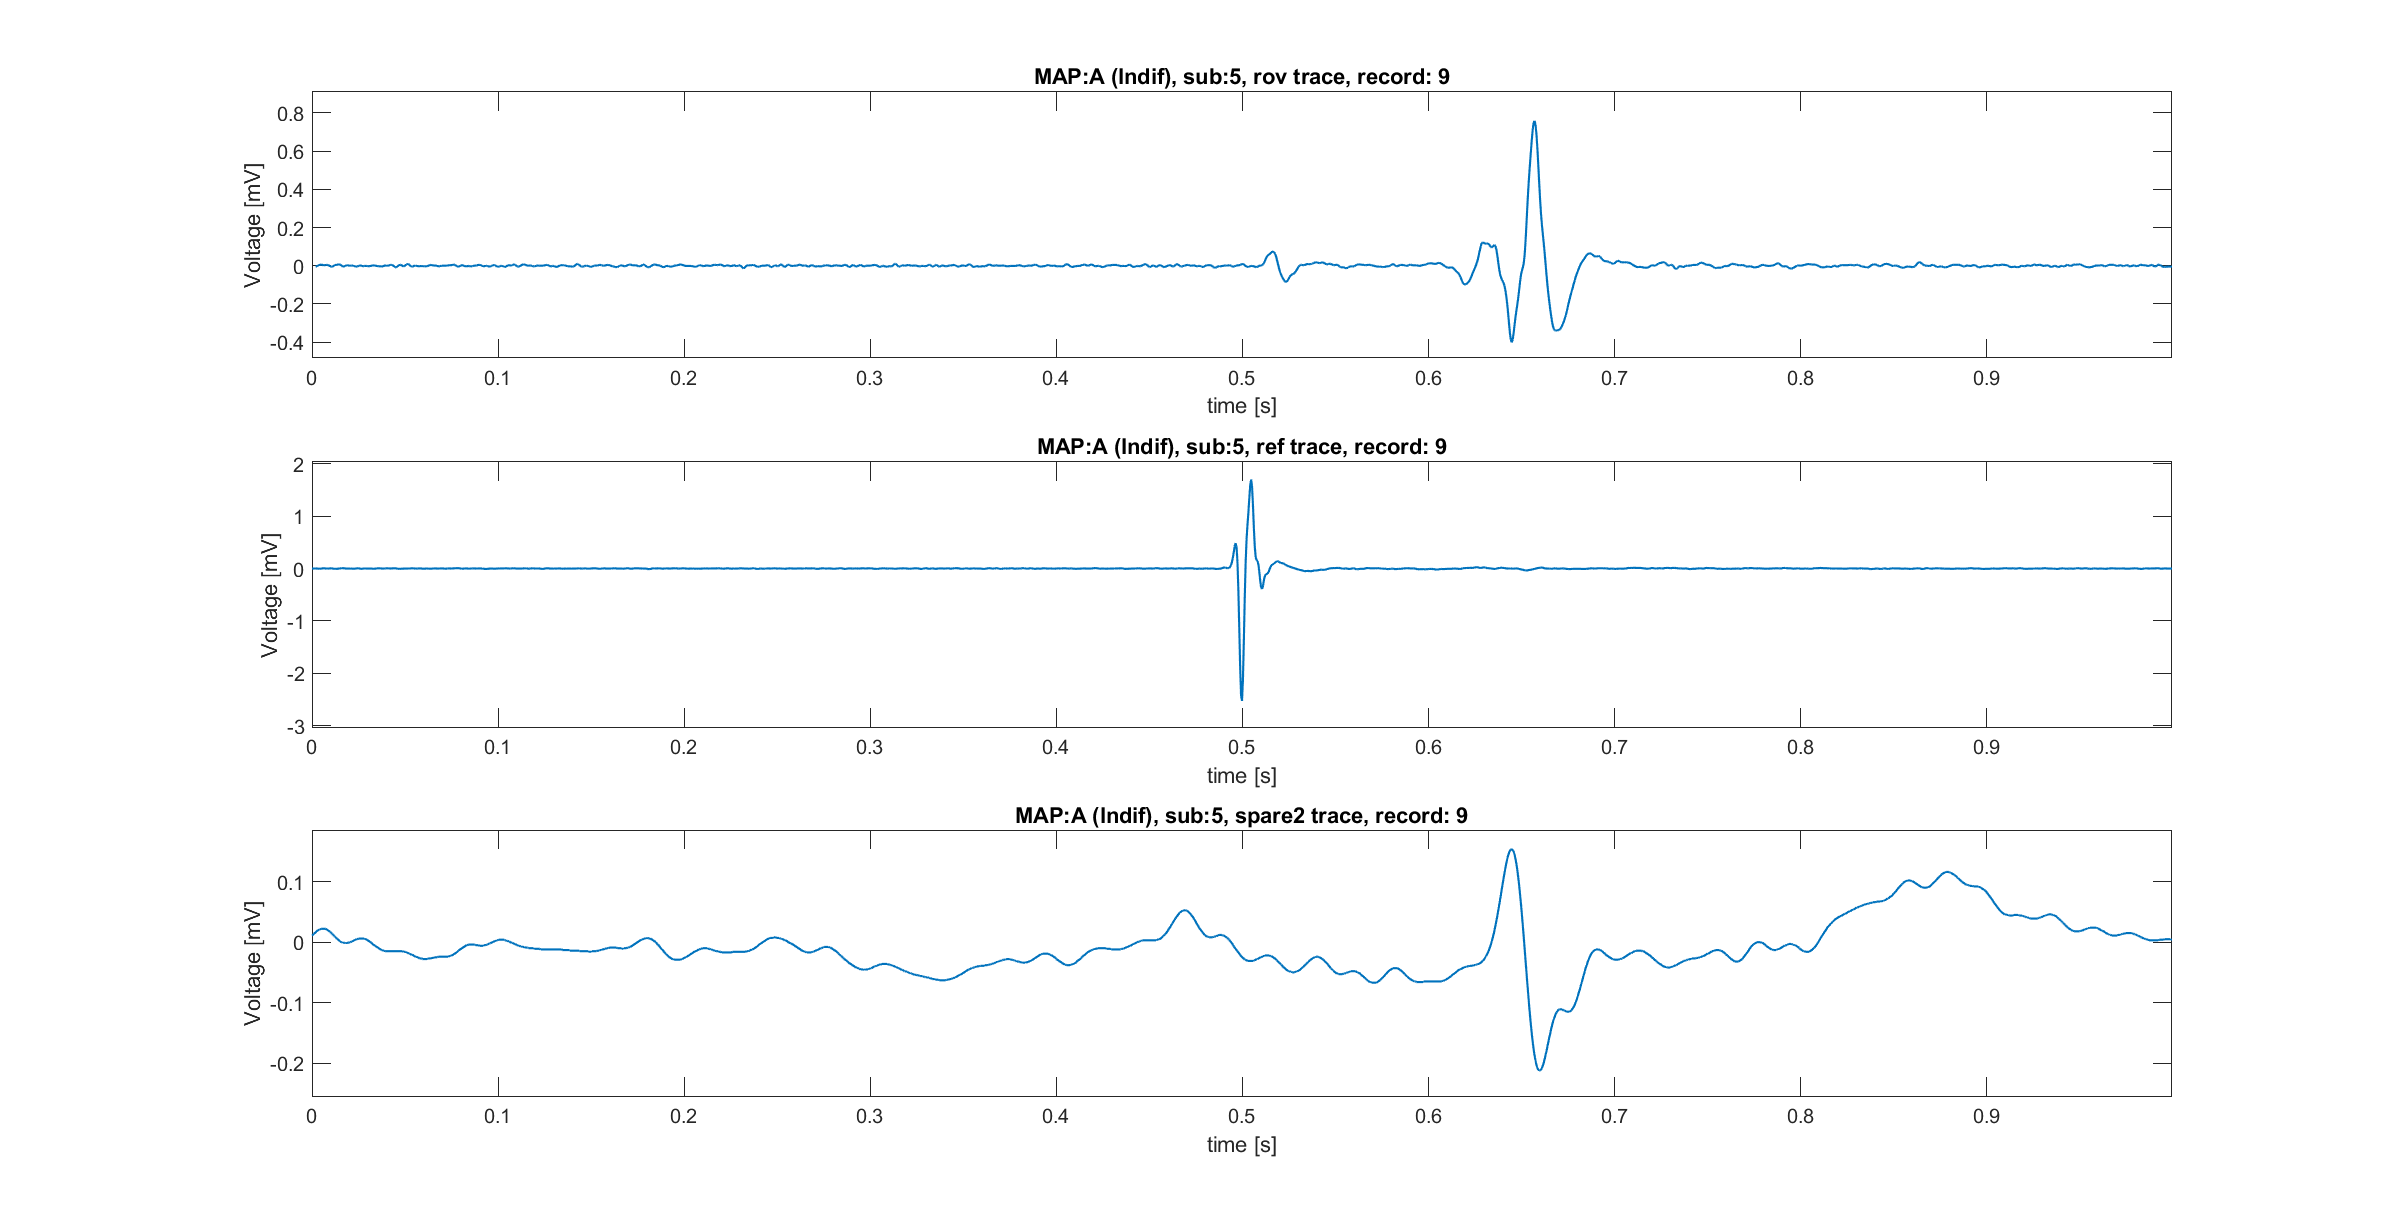 MAP:A (Indif), sub:5, rov trace, record: 9
0.8
0.6
0.4
0.2
0
-0.2
-0.4
Voltage [mV]
0 0.1 0.2 0.3 0.4 0.5 0.6 0.7 0.8 0.9
time [s]
MAP:A (Indif), sub:5, ref trace, record: 9
2
1
0
-1
-2
-3
Voltage [mV]
0 0.1 0.2 0.3 0.4 0.5 0.6 0.7 0.8 0.9
time [s]
MAP:A (Indif), sub:5, spare2 trace, record: 9
0.1
0
-0.1
-0.2
Voltage [mV]
0 0.1 0.2 0.3 0.4 0.5 0.6 0.7 0.8 0.9
time [s]